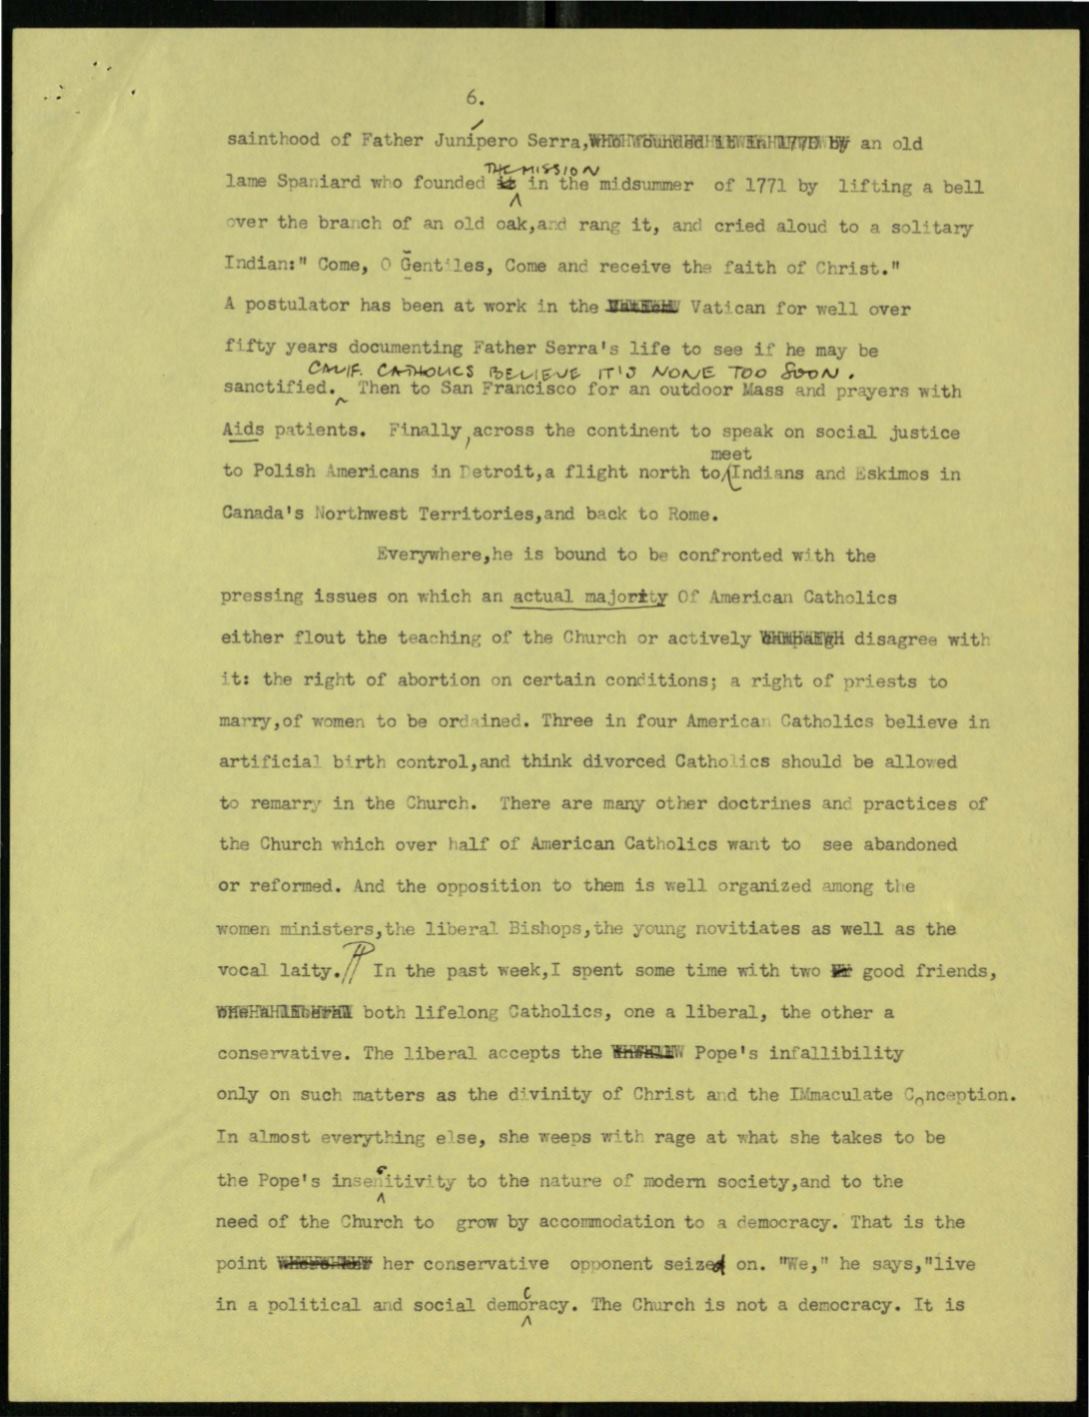 6.
sainthood of Father Junípero Serra, an old
lame Spaniard who founded THE MISSION in the midsummer of 1771 by lifting a bell
over the branch of an old oak,and rang it, and cried aloud to a solitary
Indian:" Come, O Gentiles, Come and receive the faith of Christ."
A postulator has been at work in the Vatican for well over
fifty years documenting Father Serra's life to see if he may be
sanctified. CALIF. CATHOLICS BELIEVE IT'S NONE TOO SOON. Then to San Francisco for an outdoor Mass and prayers with
Aids patients. Finally, across the continent to speak on social justice
to Polish Americans in Detroit,a flight north to meet Indians and Eskimos in
Canada's Northwest Territories,and back to Rome.
Everywhere,he is bound to be confronted with the
pressing issues on which an actual majority Of American Catholics
either flout the teaching of the Church or actively disagree with
it: the right of abortion on certain conditions; a right of priests to
marry,of women to be ordained. Three in four American Catholics believe in
artificial birth control,and think divorced Catholics should be allowed
to remarry in the Church. There are many other doctrines and practices of
the Church which over half of American Catholics want to see abandoned
or reformed. And the opposition to them is well organized among the
women ministers,the liberal Bishops,the young novitiates as well as the
vocal laity. In the past week,I spent some time with two good friends,
both lifelong Catholics, one a liberal, the other a
conservative. The liberal accepts the Pope's infallibility
only on such matters as the divinity of Christ and the IMmaculate Conception.
In almost everything else, she weeps with rage at what she takes to be
the Pope's insensitivity to the nature of modern society,and to the
need of the Church to grow by accommodation to a democracy. That is the
point her conservative opponent seized on. "We," he says,"live
in a political and social democracy. The Church is not a democracy. It is